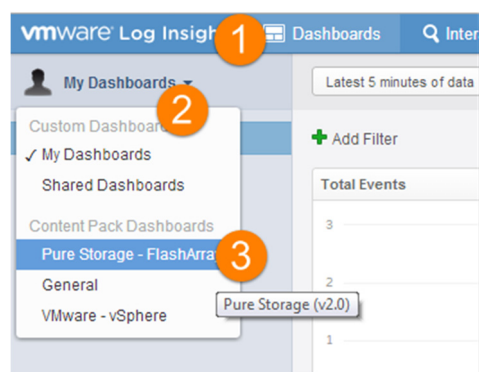 vmware Log Insigh 1 Dashboards Inter
My Dashboards Latest 5 minutes of data
2
Custom Dashboar
Add Filter
✓ My Dashboards
Shared Dashboards
Total Events
Content Pack Dashboards
3
Pure Storage - FlashArra 3
General
2
Pure Storage (v2.0)
VMware - vSphere
1